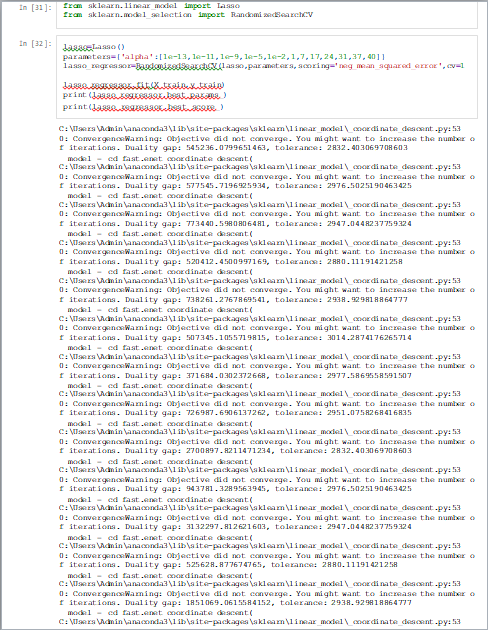 In [31]:
from sklearn.linear_model import Lasso
from sklearn.model_selection import RandomizedSearchCV
In [32]:
lasso=Lasso()
parameters={'alpha':[1e-13,1e-11,1e-9,1e-5,1e-2,1,7,17,24,31,37,40]}
lasso_regressor=RandomizedSearchCV(lasso,parameters,scoring='neg_mean_squared_error',cv=1
lasso_regressor.fit(X_train,y_train)
print(lasso_regressor.best_params_)
print(lasso_regressor.best_score_)
C:\Users\Admin\anaconda3\lib\site-packages\sklearn\linear_model\_coordinate_descent.py:53
0: ConvergenceWarning: Objective did not converge. You might want to increase the number o
f iterations. Duality gap: 545236.0799651463, tolerance: 2832.403069708603
model = cd_fast.enet_coordinate_descent(
C:\Users\Admin\anaconda3\lib\site-packages\sklearn\linear_model\_coordinate_descent.py:53
0: ConvergenceWarning: Objective did not converge. You might want to increase the number o
f iterations. Duality gap: 577545.7196925934, tolerance: 2976.5025190463425
model = cd_fast.enet_coordinate_descent(
C:\Users\Admin\anaconda3\lib\site-packages\sklearn\linear_model\_coordinate_descent.py:53
0: ConvergenceWarning: Objective did not converge. You might want to increase the number o
f iterations. Duality gap: 773440.5980806481, tolerance: 2947.0448237759324
model = cd_fast.enet_coordinate_descent(
C:\Users\Admin\anaconda3\lib\site-packages\sklearn\linear_model\_coordinate_descent.py:53
0: ConvergenceWarning: Objective did not converge. You might want to increase the number o
f iterations. Duality gap: 520412.4500997169, tolerance: 2880.11191421258
model = cd_fast.enet_coordinate_descent(
C:\Users\Admin\anaconda3\lib\site-packages\sklearn\linear_model\_coordinate_descent.py:53
0: ConvergenceWarning: Objective did not converge. You might want to increase the number o
f iterations. Duality gap: 738261.2767869541, tolerance: 2938.929818864777
model = cd_fast.enet_coordinate_descent(
C:\Users\Admin\anaconda3\lib\site-packages\sklearn\linear_model\_coordinate_descent.py:53
0: ConvergenceWarning: Objective did not converge. You might want to increase the number o
f iterations. Duality gap: 507345.1055719815, tolerance: 3014.2874176265714
model = cd_fast.enet_coordinate_descent(
C:\Users\Admin\anaconda3\lib\site-packages\sklearn\linear_model\_coordinate_descent.py:53
0: ConvergenceWarning: Objective did not converge. You might want to increase the number o
f iterations. Duality gap: 371684.0302372668, tolerance: 2977.5869558591507
model = cd_fast.enet_coordinate_descent(
C:\Users\Admin\anaconda3\lib\site-packages\sklearn\linear_model\_coordinate_descent.py:53
0: ConvergenceWarning: Objective did not converge. You might want to increase the number o
f iterations. Duality gap: 726987.6906137262, tolerance: 2951.0758268416835
model = cd_fast.enet_coordinate_descent(
C:\Users\Admin\anaconda3\lib\site-packages\sklearn\linear_model\_coordinate_descent.py:53
0: ConvergenceWarning: Objective did not converge. You might want to increase the number o
f iterations. Duality gap: 2700897.8211471234, tolerance: 2832.403069708603
model = cd_fast.enet_coordinate_descent(
C:\Users\Admin\anaconda3\lib\site-packages\sklearn\linear_model\_coordinate_descent.py:53
0: ConvergenceWarning: Objective did not converge. You might want to increase the number o
f iterations. Duality gap: 943781.3289563945, tolerance: 2976.5025190463425
model = cd_fast.enet_coordinate_descent(
C:\Users\Admin\anaconda3\lib\site-packages\sklearn\linear_model\_coordinate_descent.py:53
0: ConvergenceWarning: Objective did not converge. You might want to increase the number o
f iterations. Duality gap: 3132297.812621603, tolerance: 2947.0448237759324
model = cd_fast.enet_coordinate_descent(
C:\Users\Admin\anaconda3\lib\site-packages\sklearn\linear_model\_coordinate_descent.py:53
0: ConvergenceWarning: Objective did not converge. You might want to increase the number o
f iterations. Duality gap: 525628.877674765, tolerance: 2880.11191421258
model = cd_fast.enet_coordinate_descent(
C:\Users\Admin\anaconda3\lib\site-packages\sklearn\linear_model\_coordinate_descent.py:53
0: ConvergenceWarning: Objective did not converge. You might want to increase the number o
f iterations. Duality gap: 1851069.0615584152, tolerance: 2938.929818864777
model = cd_fast.enet_coordinate_descent(
C:\Users\Admin\anaconda3\lib\site-packages\sklearn\linear_model\_coordinate_descent.py:53